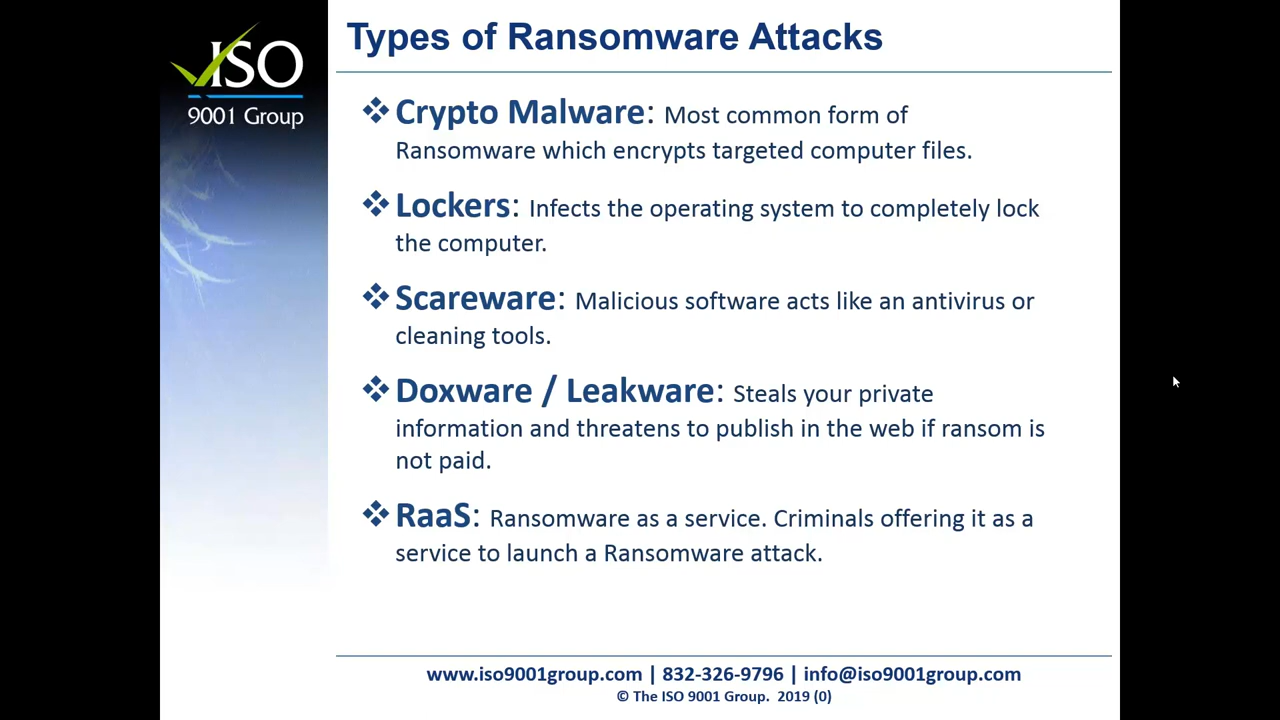 ISO
9001 Group
Types of Ransomware Attacks
❖ Crypto Malware: Most common form of
Ransomware which encrypts targeted computer files.
❖ Lockers: Infects the operating system to completely lock
the computer.
❖ Scareware: Malicious software acts like an antivirus or
cleaning tools.
❖ Doxware / Leakware: Steals your private
information and threatens to publish in the web if ransom is
not paid.
❖ RaaS: Ransomware as a service. Criminals offering it as a
service to launch a Ransomware attack.
www.iso9001group.com | 832-326-9796 | info@iso9001group.com
© The ISO 9001 Group. 2019 (0)